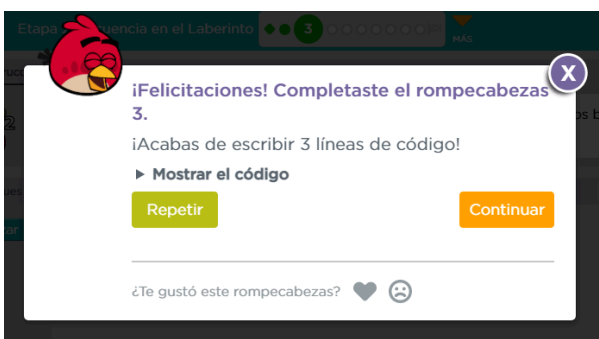 Etapa uencia en el Laberinto 3
MÁS
X
¡Felicitaciones! Completaste el rompecabezas
3.
¡Acabas de escribir 3 líneas de código!
▶ Mostrar el código
Repetir
Continuar
¿Te gustó este rompecabezas?